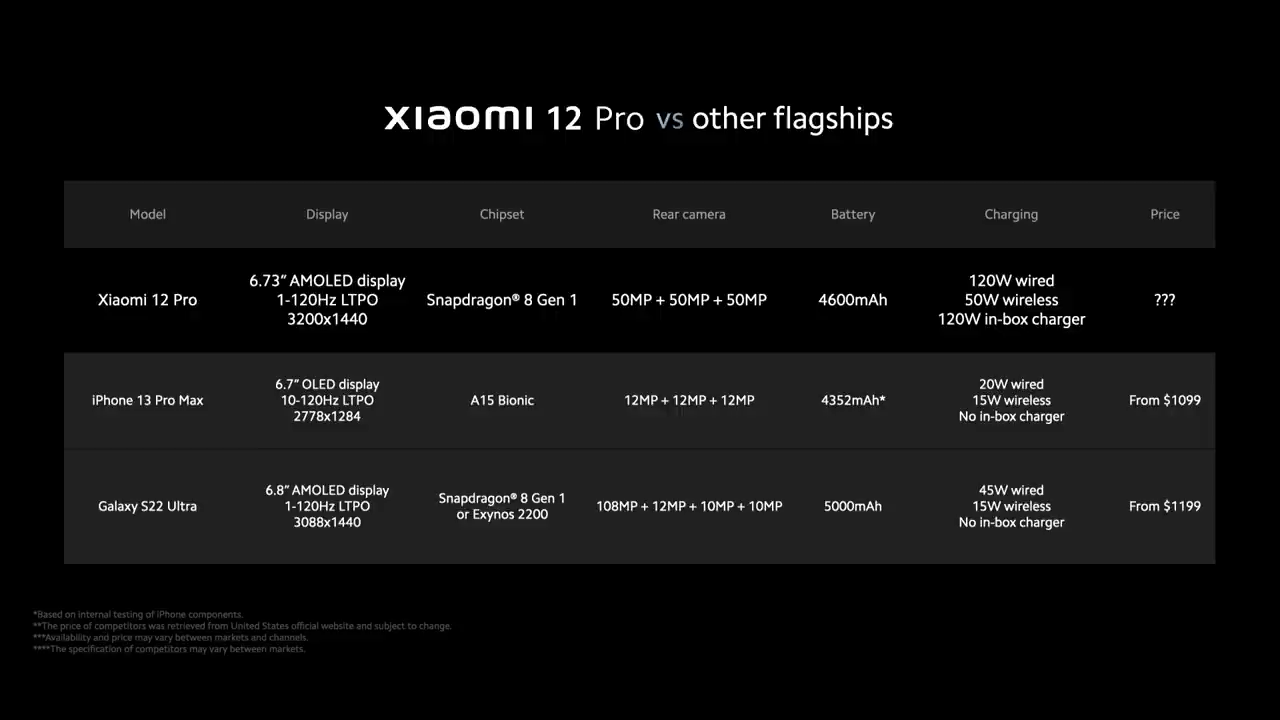 xiaomi 12 Pro vs other flagships
Model Display Chipset Rear camera Battery Charging Price
Xiaomi 12 Pro
6.73” AMOLED display
1-120Hz LTPO
3200x1440
Snapdragon® 8 Gen 1
50MP + 50MP + 50MP
4600mAh
120W wired
50W wireless
120W in-box charger
???
iPhone 13 Pro Max
6.7” OLED display
10-120Hz LTPO
2778x1284
A15 Bionic
12MP + 12MP + 12MP
4352mAh*
20W wired
15W wireless
No in-box charger
From $1099
Galaxy S22 Ultra
6.8” AMOLED display
1-120Hz LTPO
3088x1440
Snapdragon® 8 Gen 1
or Exynos 2200
108MP + 12MP + 10MP + 10MP
5000mAh
45W wired
15W wireless
No in-box charger
From $1199
*Based on internal testing of iPhone components.
**The price of competitors was retrieved from United States official website and subject to change.
***Availability and price may vary between markets and channels.
****The specification of competitors may vary between markets.